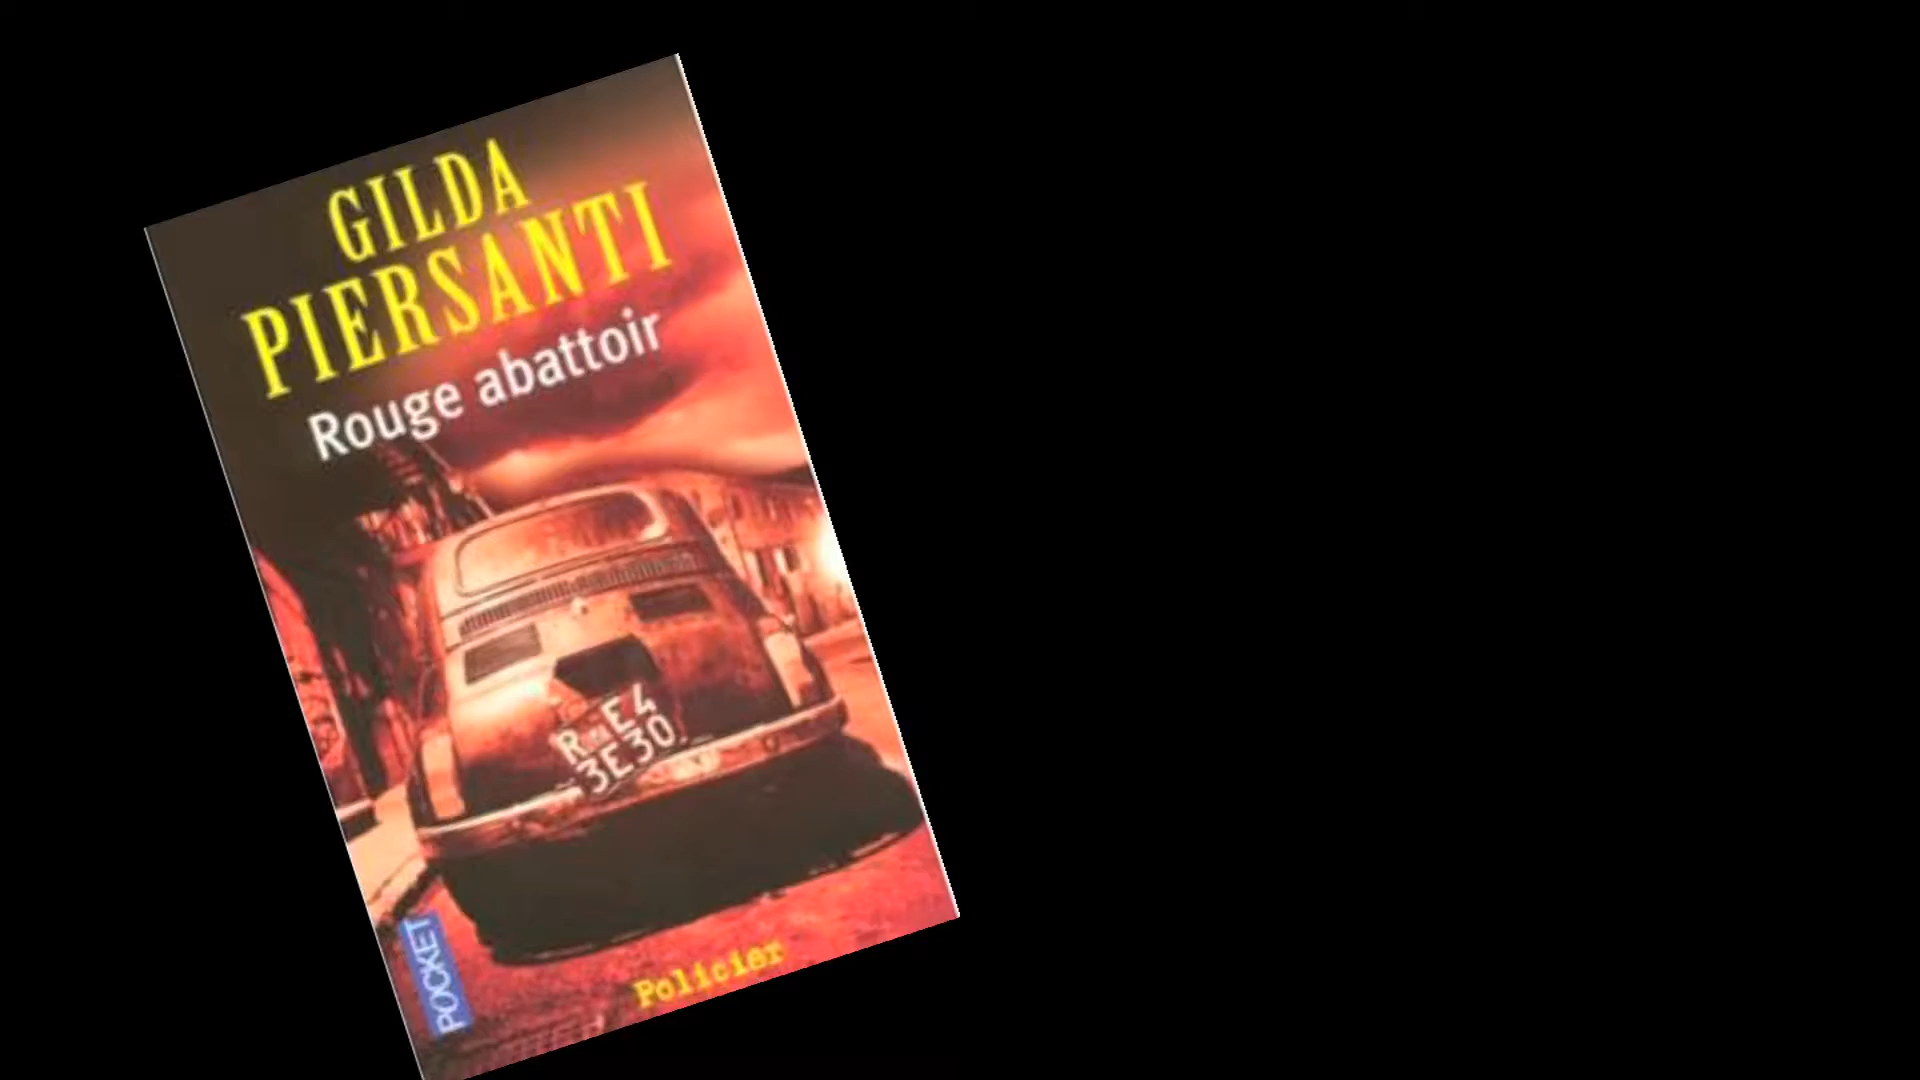 GILDA
PIERSANTI
Rouge abattoir
E4
3E30
POCKET
Policier